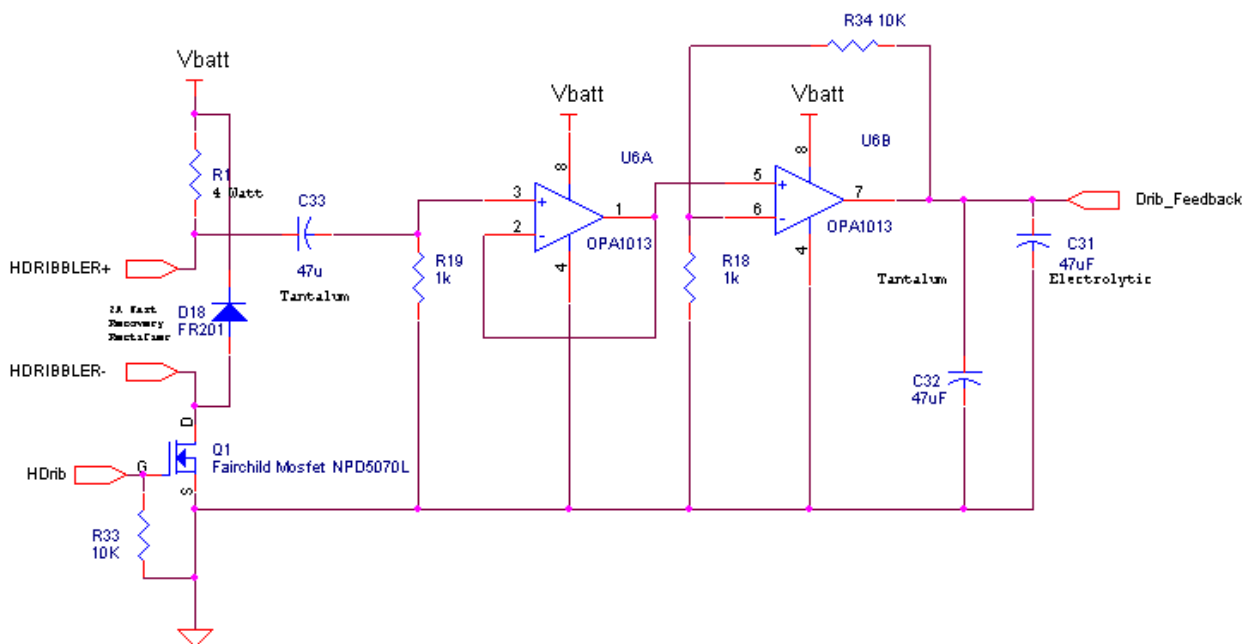 R34 10K
Vbatt
Vbatt
Vbatt
8
U6A
8
U6B
R1
4 Watt
C33
3
+
1
5
+
7
Drib_Feedback
2
-
6
-
OPA1013
OPA1013
47u
R19
1k
4
R18
1k
4
C31
47uF
Electrolytic
HDRIBBLER+
Tantalum
Tantalum
2A Fast
Recovery
Rectifier
D18
FR201
HDRIBBLER-
C32
47uF
D
Q1
Fairchild Mosfet NPD5070L
HDrib
G
S
R33
10K